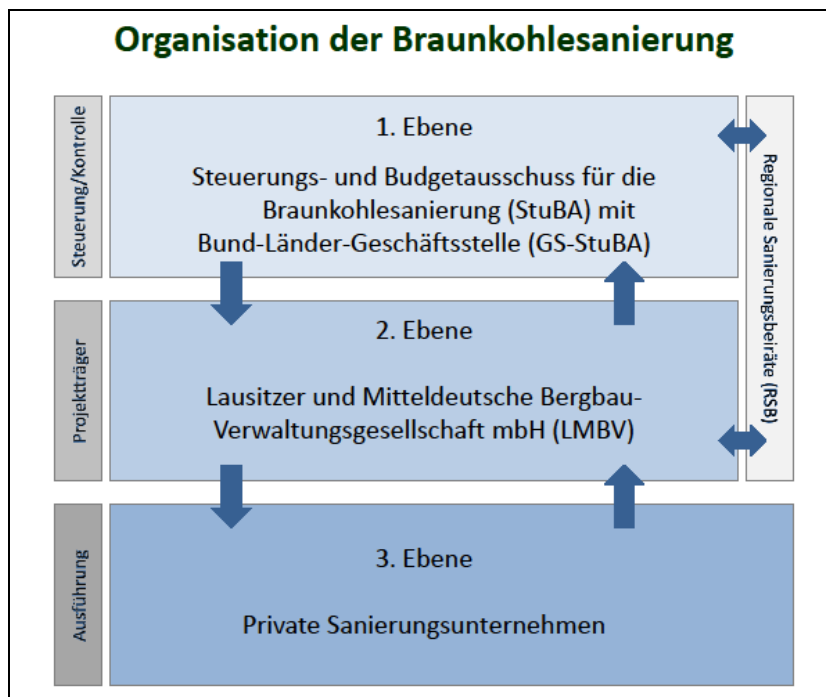 Organisation der Braunkohlesanierung
Steuerung/Kontrolle
1. Ebene
Steuerungs- und Budgetausschuss für die
Braunkohlesanierung (StuBA) mit
Bund-Länder-Geschäftsstelle (GS-StuBA)
Regionale Sanierungsbeiräte (RSB)
Projektträger
2. Ebene
Lausitzer und Mitteldeutsche Bergbau-
Verwaltungsgesellschaft mbH (LMBV)
Ausführung
3. Ebene
Private Sanierungsunternehmen